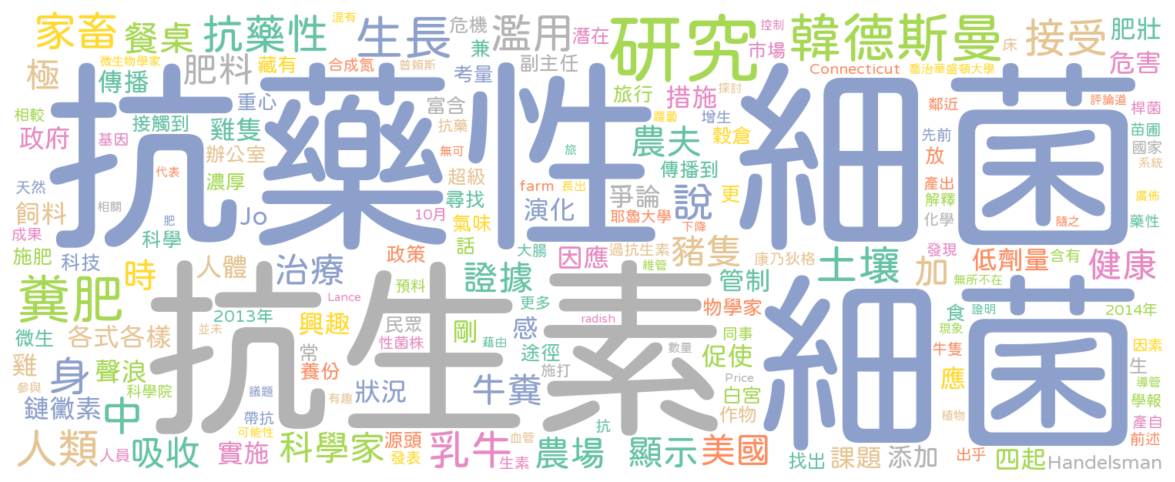 微生物學家
混有
控制
家畜
餐桌
抗藥性
生長
危機
濫用
潛在
兼
研究
市場
韓德斯曼
床
接受
肥壯
極
傳播
肥料
藏有
合成氮
普賴斯
考量
副主任
旅行
措施
探討
Connecticut
喬治華盛頓大學
危害
相較
政府
基因
接觸到
雞隻
重心
富含
抗藥
無可
抗藥性
細菌
羅蔔
增生
穀倉
農夫
傳播到
鄰近
先前
放
評論道
桿菌
苗圃
國家
系統
天然
飼料
相關
代表
辦公室
濃厚
Jo
超級
尋找
氣味
10月
farm
長出
旅
爭論
演化
耶魯大學
下降
說
更
產出
解釋
化學
隨之
廣佈
藥性
成果
施肥
科學
科技
人體
治療
政策
話
大腸
因應
過抗生素
維管
豬隻
康乃狄格
土壤
加
發現
低劑量
含有
健康
無所不在
糞肥
時
預料
Lance
證據
更多
抗生素
細菌
管制
物學家
食
證明
2014年
微生
各式各樣
2013年
並未
興趣
民眾
性菌株
剛
藉由
感
途徑
radish
數量
同事
促使
現象
牛隻
因素
雞
參與
身
聲浪
科學院
議題
常
養份
有趣
狀況
牛糞
施打
Price
白宮
作物
應
植物
生
導管
學報
鏈黴素
中
帶抗
可能性
抗
產自
前述
人類
人員
吸收
實施
科學家
源頭
發表
乳牛
血管
生素
農場
顯示
美國
找出
課題
添加
出乎
四起
Handelsman
肥